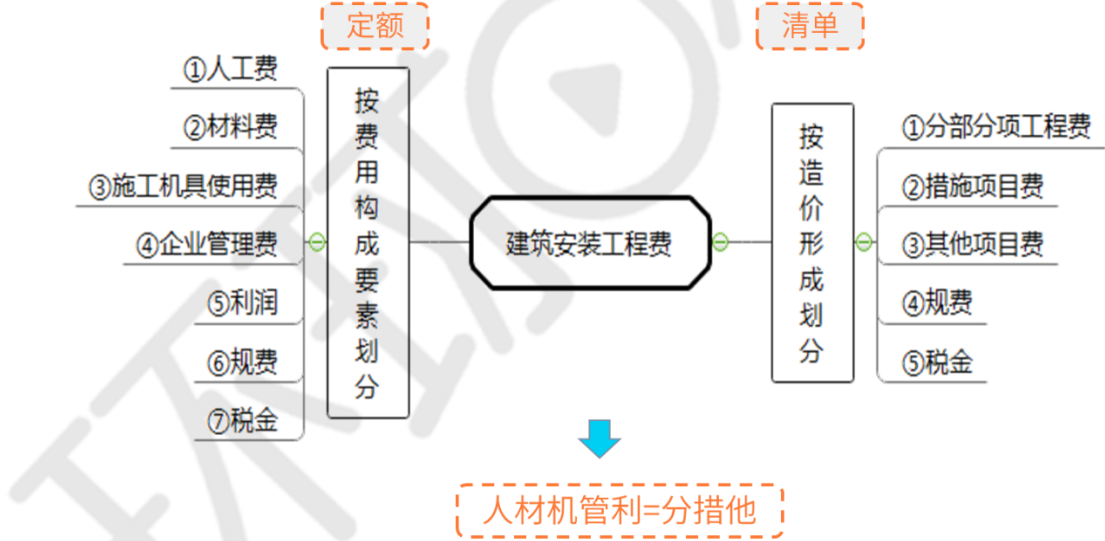 定额
清单
①人工费
②材料费
③施工机具使用费
④企业管理费
⑤利润
⑥规费
⑦税金
按费用构成要素划分
建筑安装工程费
按造价形成划分
①分部分项工程费
②措施项目费
③其他项目费
④规费
⑤税金
人材机管利=分措他